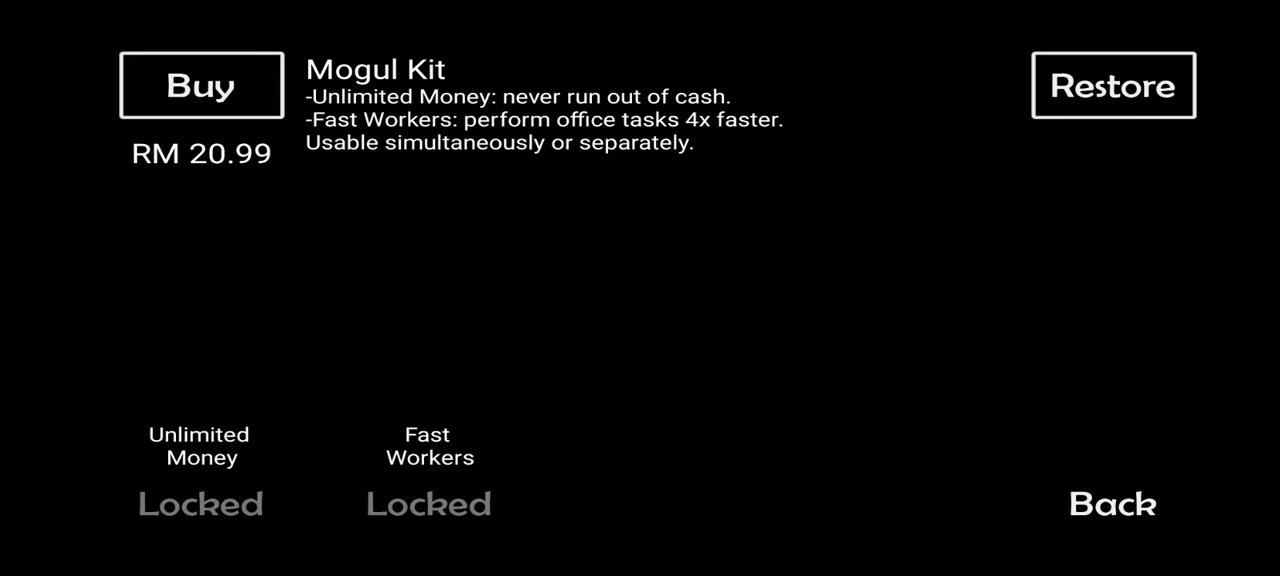 Buy
Mogul Kit
-Unlimited Money: never run out of cash.
-Fast Workers: perform office tasks 4x faster.
Usable simultaneously or separately.
RM 20.99
Restore
Unlimited
Money
Locked
Fast
Workers
Locked
Back